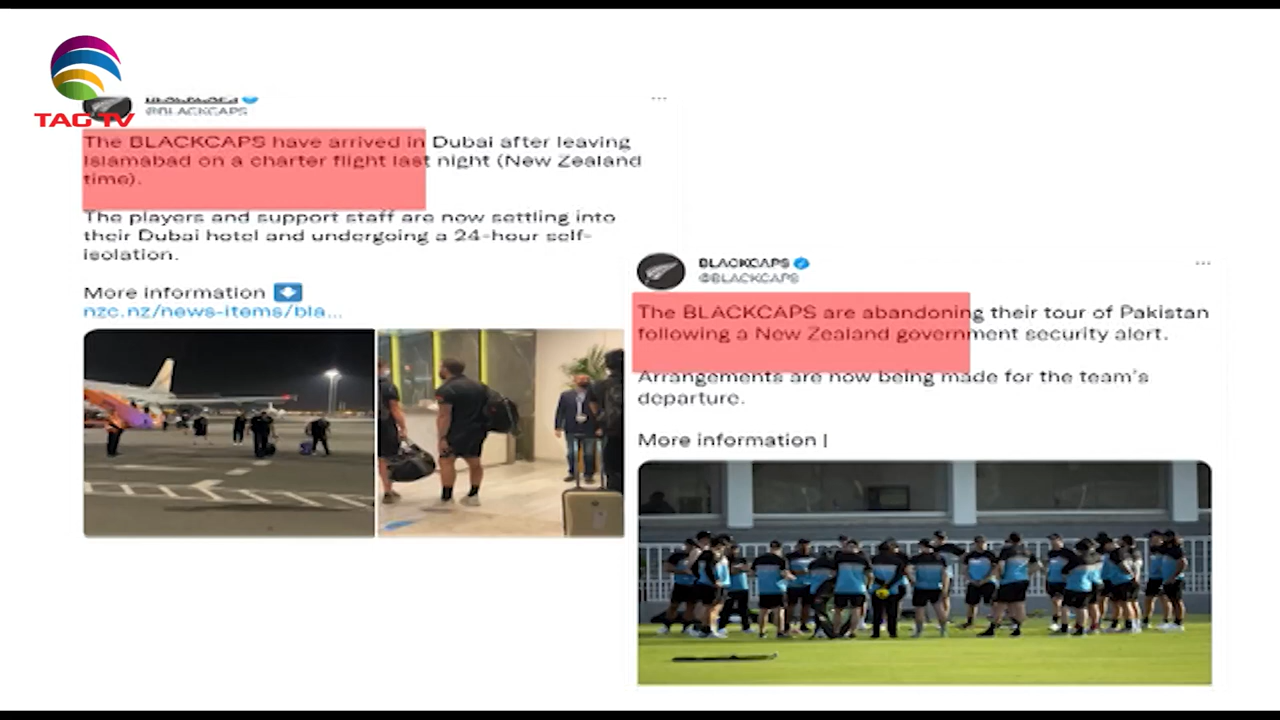 TAG TV
BLACKCAPS
@BLACKCAPS
The BLACKCAPS have arrived in Dubai after leaving
Islamabad on a charter flight last night (New Zealand
time).
The players and support staff are now settling into
their Dubai hotel and undergoing a 24-hour self-
isolation.
More information
nzc.nz/news-items/bla...
BLACKCAPS
@BLACKCAPS
The BLACKCAPS are abandoning their tour of Pakistan
following a New Zealand government security alert.
Arrangements are now being made for the team's
departure.
More information |